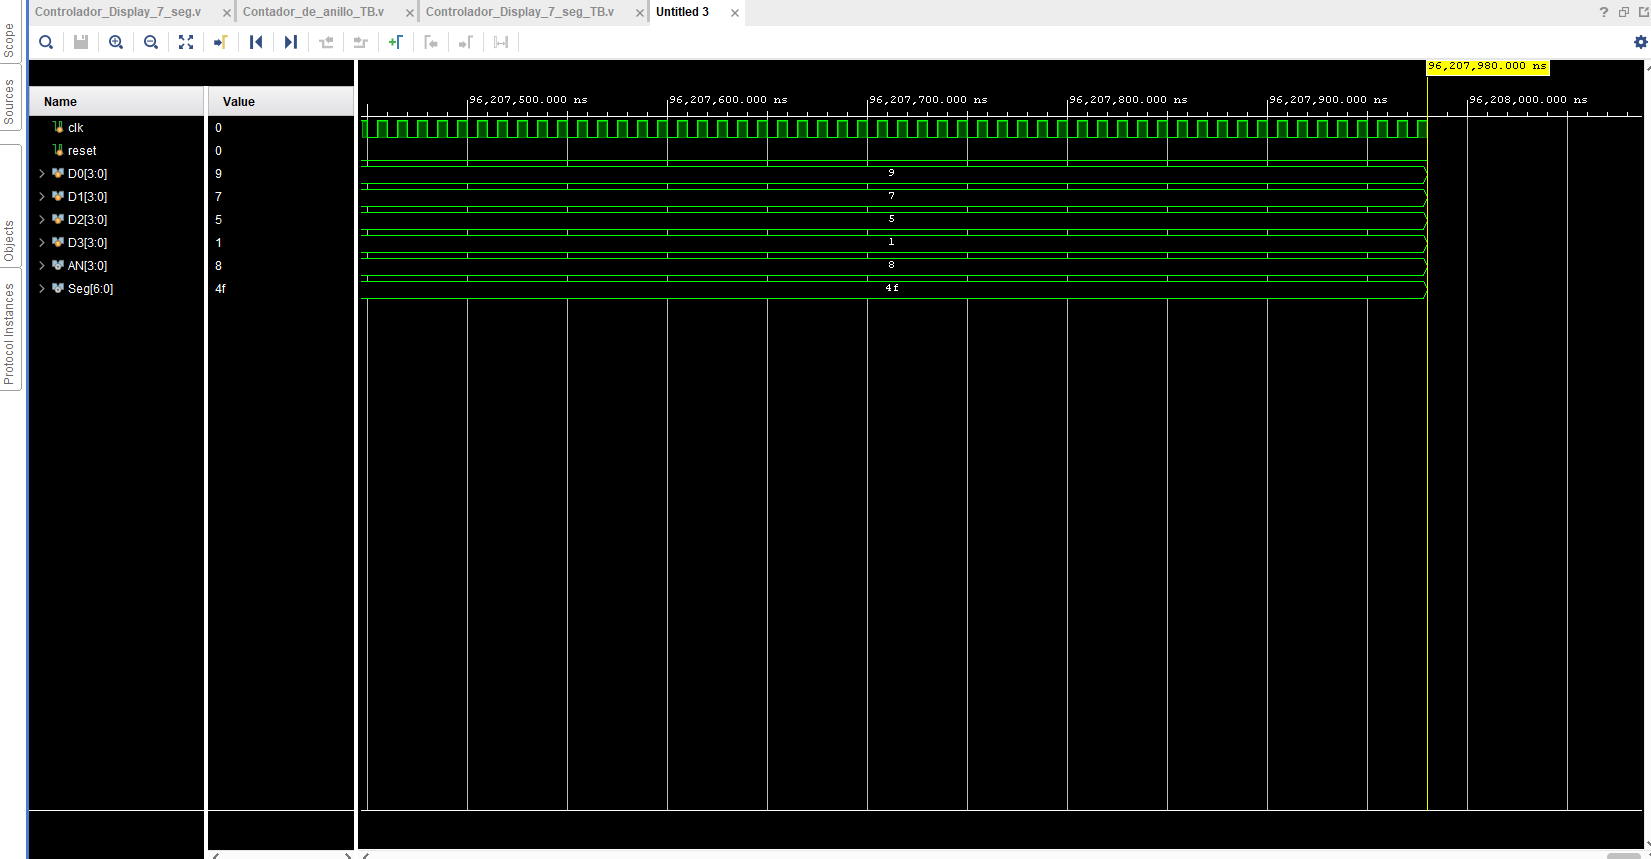 Controlador_Display_7_seg.v Contador_de_anillo_TB.v Controlador_Display_7_seg_TB.v Untitled 3
Scope
Sources
Objects
Protocol Instances
96,207,980.000 ns
Name Value
96,207,500.000 ns 96,207,600.000 ns 96,207,700.000 ns 96,207,800.000 ns 96,207,900.000 ns 96,208,000.000 ns
clk 0
reset 0
D0[3:0] 9 9
D1[3:0] 7 7
D2[3:0] 5 5
D3[3:0] 1 1
AN[3:0] 8 8
Seg[6:0] 4f 4f